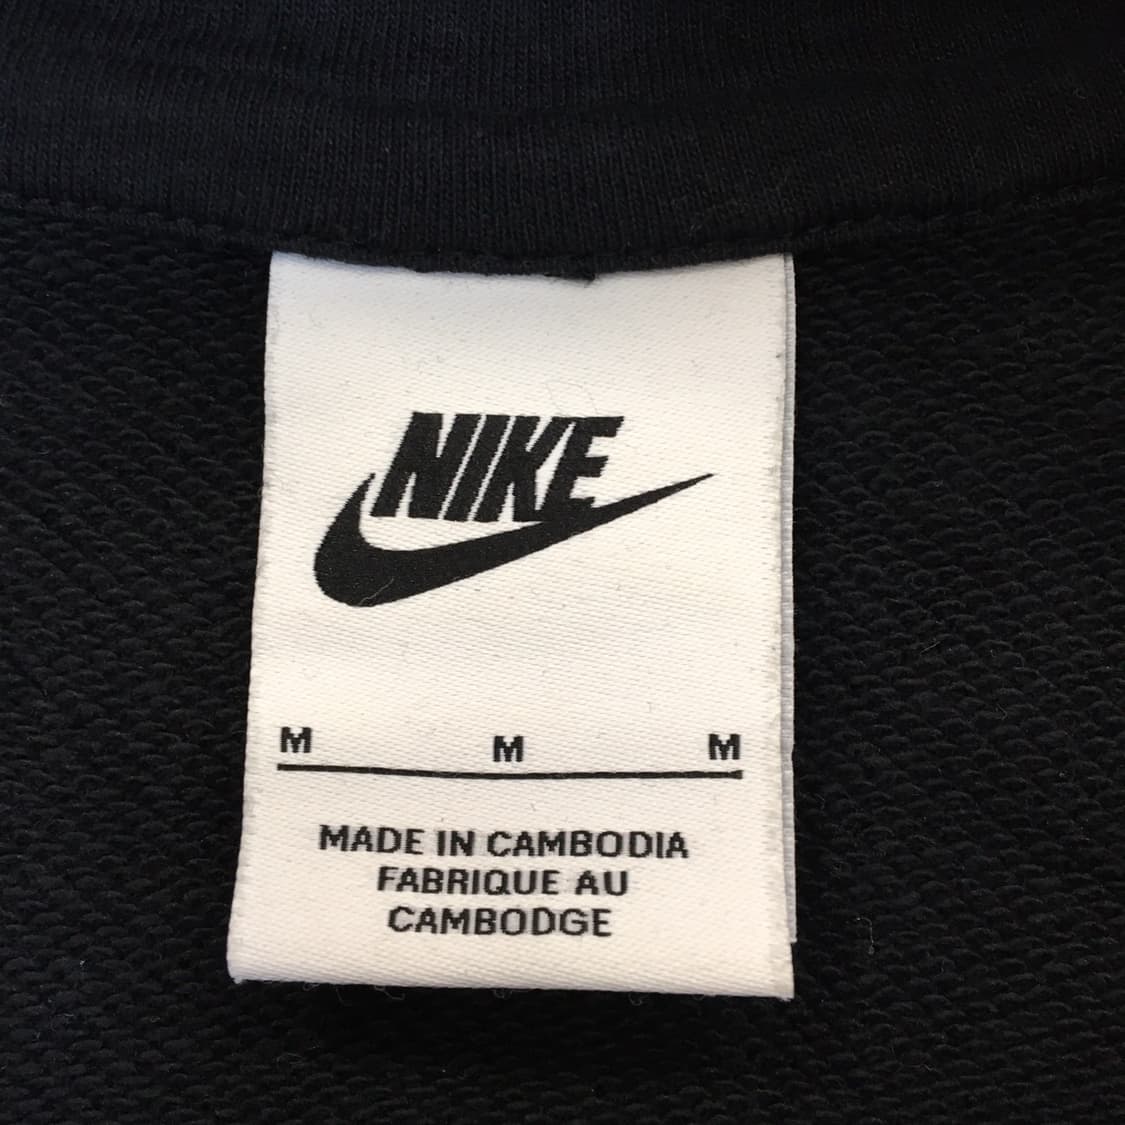 NIKE
M M M
MADE IN CAMBODIA
FABRIQUE AU
CAMBODGE